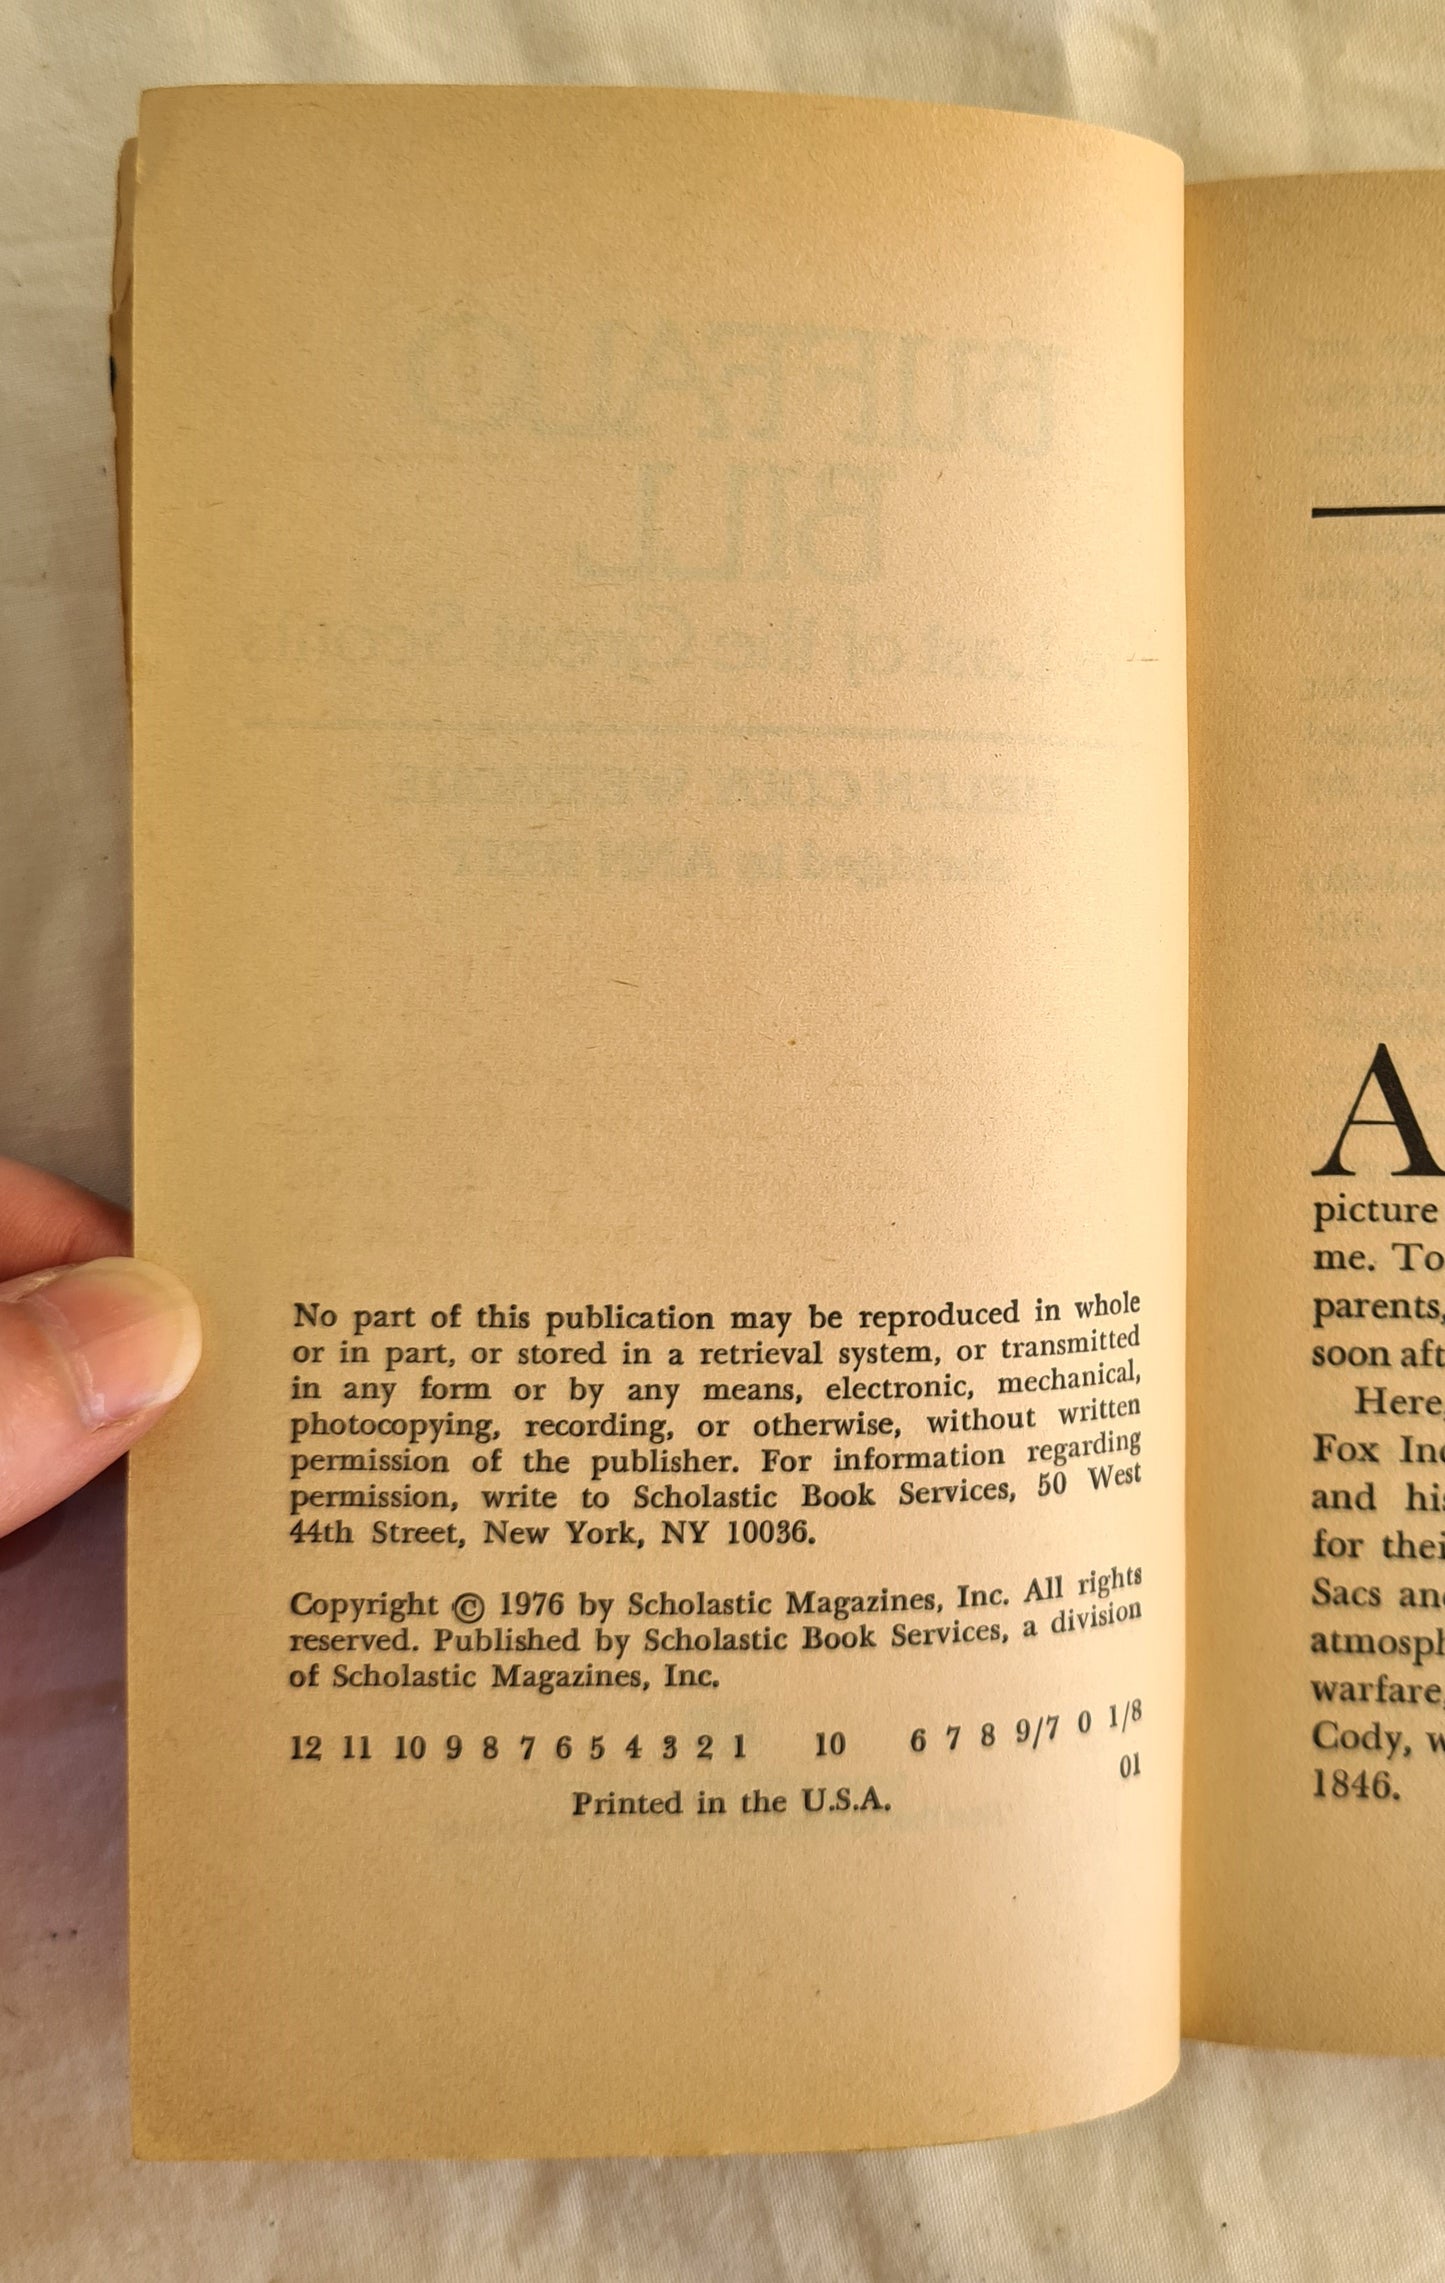 No part of this publication may be reproduced in whole
or in part, or stored in a retrieval system, or transmitted
in any form or by any means, electronic, mechanical,
photocopying, recording, or otherwise, without written
permission of the publisher. For information regarding
permission, write to Scholastic Book Services, 50 West
44th Street, New York, NY 10036.
Copyright © 1976 by Scholastic Magazines, Inc. All rights
reserved. Published by Scholastic Book Services, a division
of Scholastic Magazines, Inc.
12 11 10 9 8 7 6 5 4 3 2 1 10 6 7 8 9/7 0 1/8
01
Printed in the U.S.A.
A
picture
me. To
parents,
soon aft
Here,
Fox Ind
and his
for thei
Sacs and
atmosph
warfare,
Cody, w
1846.